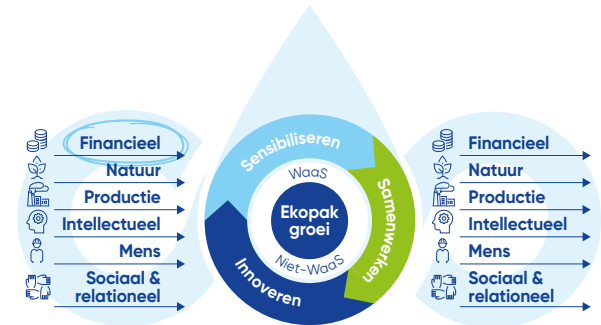 Financieel
Natuur
Productie
Intellectueel
Mens
Sociaal &
relationeel
Sensibiliseren
Samenwerken
Innoveren
WaaS
Ekopak
groei
Niet-WaaS
Financieel
Natuur
Productie
Intellectueel
Mens
Sociaal &
relationeel